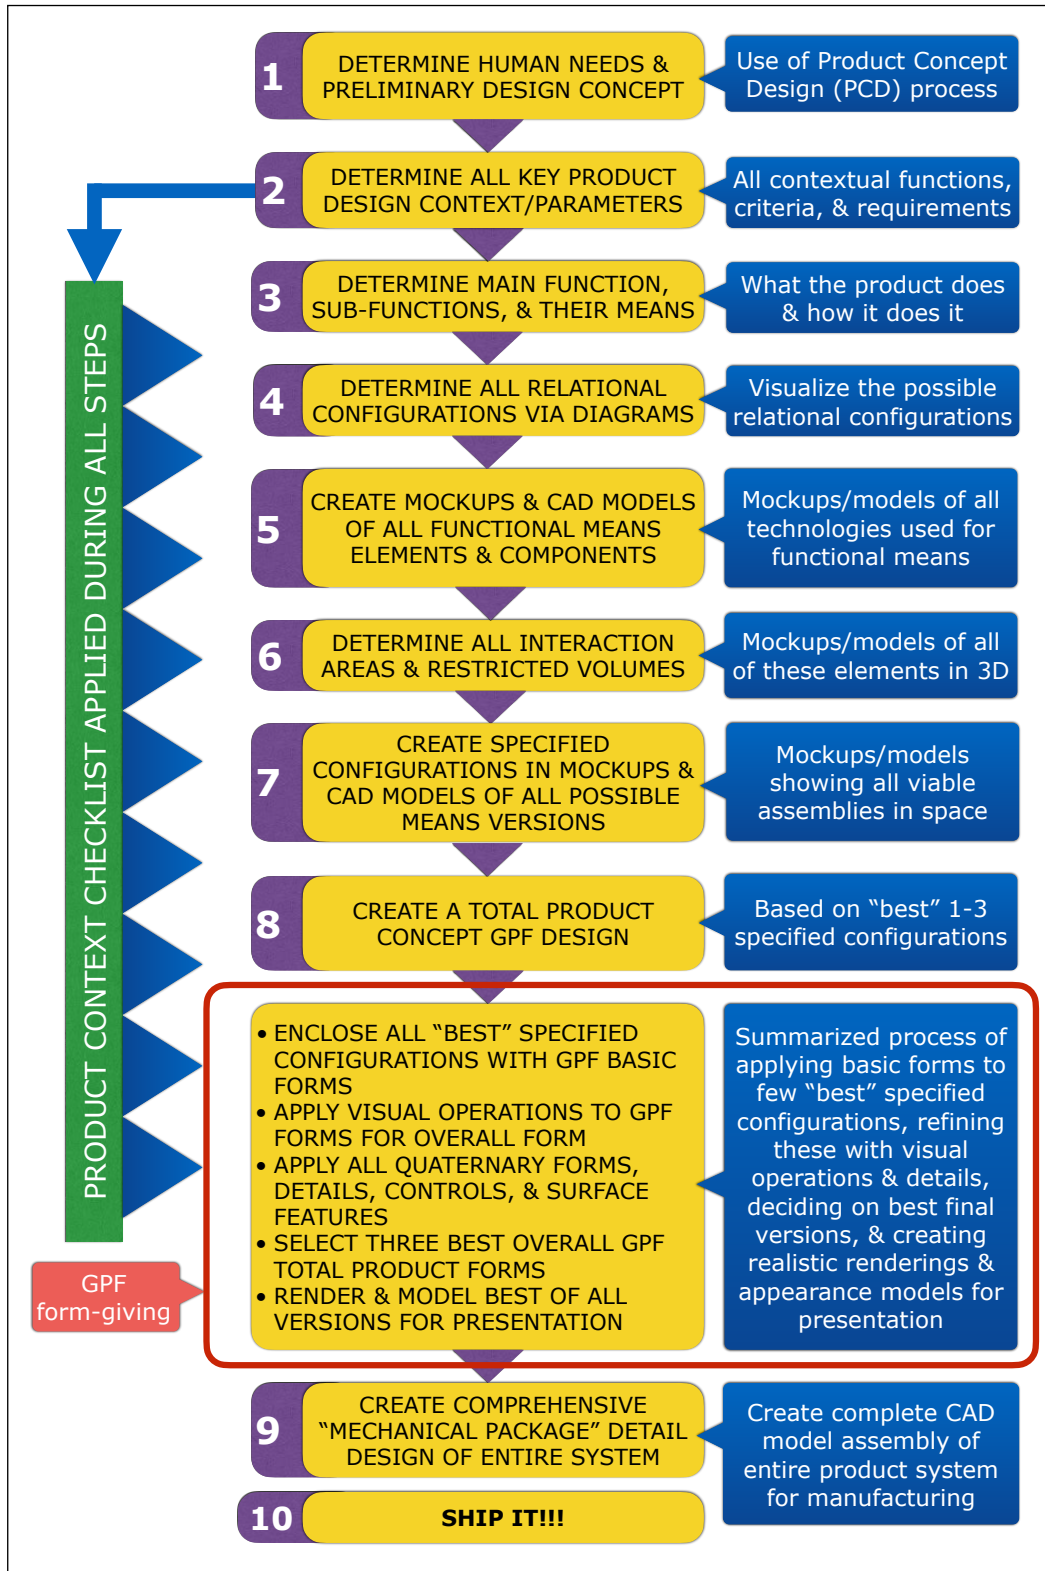 1
DETERMINE HUMAN NEEDS &
PRELIMINARY DESIGN CONCEPT
Use of Product Concept
Design (PCD) process
2
DETERMINE ALL KEY PRODUCT
DESIGN CONTEXT/PARAMETERS
All contextual functions,
criteria, & requirements
3
DETERMINE MAIN FUNCTION,
SUB-FUNCTIONS, & THEIR MEANS
What the product does
& how it does it
4
DETERMINE ALL RELATIONAL
CONFIGURATIONS VIA DIAGRAMS
Visualize the possible
relational configurations
5
CREATE MOCKUPS & CAD MODELS
OF ALL FUNCTIONAL MEANS
ELEMENTS & COMPONENTS
Mockups/models of all
technologies used for
functional means
6
DETERMINE ALL INTERACTION
AREAS & RESTRICTED VOLUMES
Mockups/models of all
of these elements in 3D
7
CREATE SPECIFIED
CONFIGURATIONS IN MOCKUPS &
CAD MODELS OF ALL POSSIBLE
MEANS VERSIONS
Mockups/models
showing all viable
assemblies in space
8
CREATE A TOTAL PRODUCT
CONCEPT GPF DESIGN
Based on “best” 1-3
specified configurations
PRODUCT CONTEXT CHECKLIST APPLIED DURING ALL STEPS
GPF
form-giving
• ENCLOSE ALL “BEST” SPECIFIED
CONFIGURATIONS WITH GPF BASIC
FORMS
• APPLY VISUAL OPERATIONS TO GPF
FORMS FOR OVERALL FORM
• APPLY ALL QUATERNARY FORMS,
DETAILS, CONTROLS, & SURFACE
FEATURES
• SELECT THREE BEST OVERALL GPF
TOTAL PRODUCT FORMS
• RENDER & MODEL BEST OF ALL
VERSIONS FOR PRESENTATION
Summarized process of
applying basic forms to
few “best” specified
configurations, refining
these with visual
operations & details,
deciding on best final
versions, & creating
realistic renderings &
appearance models for
presentation
9
CREATE COMPREHENSIVE
“MECHANICAL PACKAGE” DETAIL
DESIGN OF ENTIRE SYSTEM
Create complete CAD
model assembly of
entire product system
for manufacturing
10
SHIP IT!!!